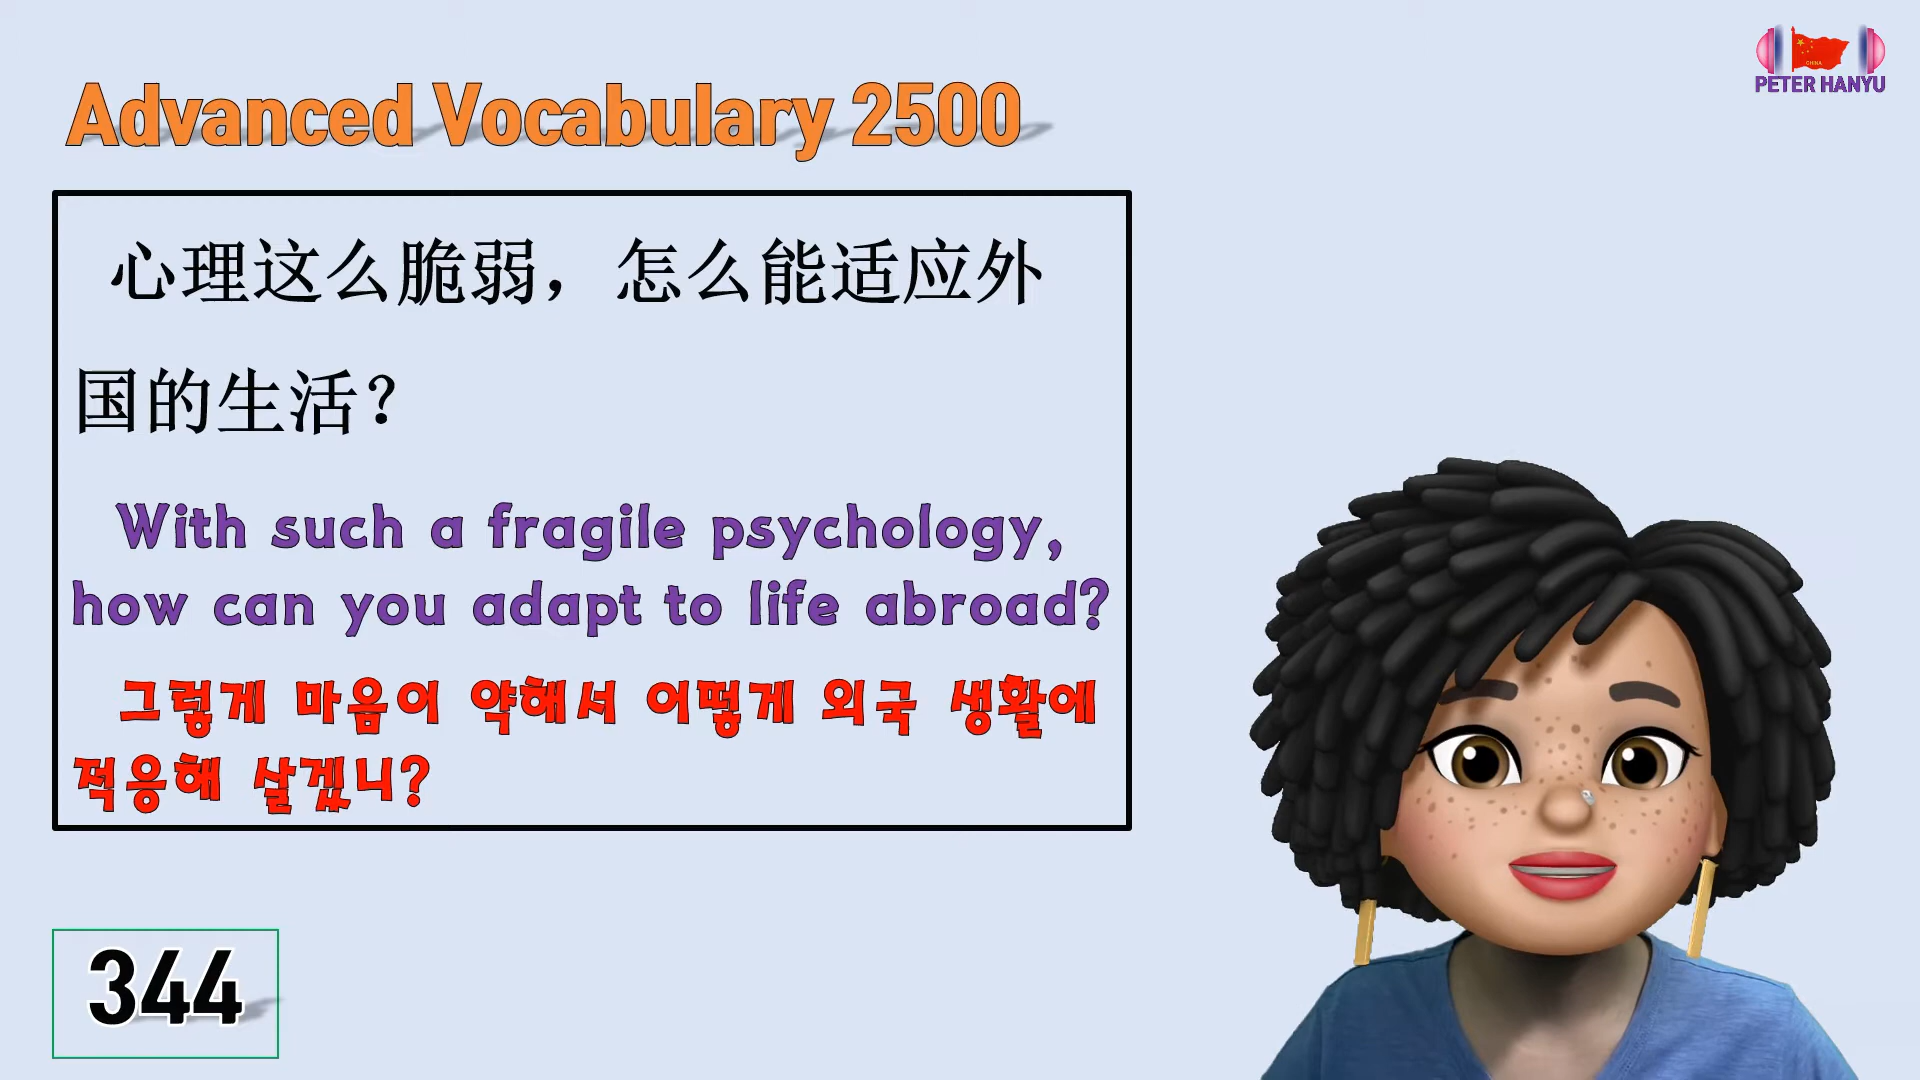 PETER HANYU
Advanced Vocabulary 2500
心理这么脆弱，怎么能适应外
国的生活？
With such a fragile psychology,
how can you adapt to life abroad?
그렇게 마음이 약해서 어떻게 외국 생활에
적응해 살겠니?
344